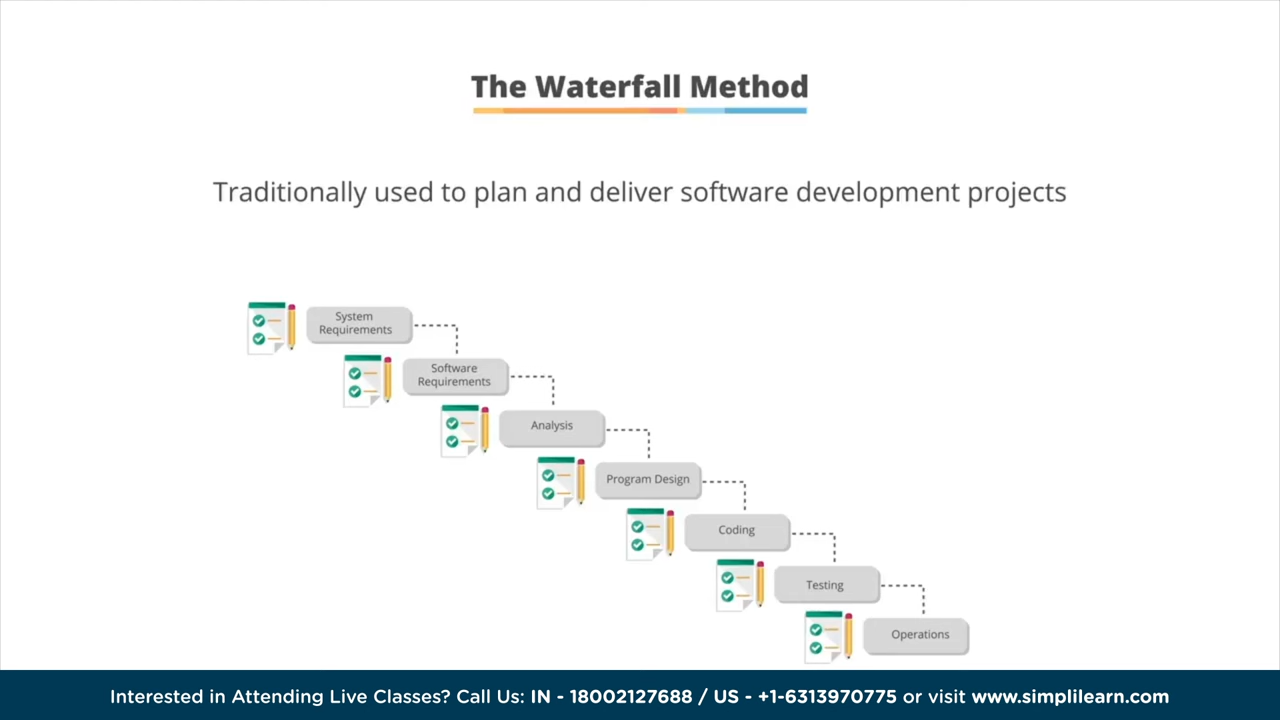 The Waterfall Method
Traditionally used to plan and deliver software development projects
System
Requirements
Software
Requirements
Analysis
Program Design
Coding
Testing
Operations
Interested in Attending Live Classes? Call Us: IN - 18002127688 / US - +1-6313970775 or visit www.simplilearn.com